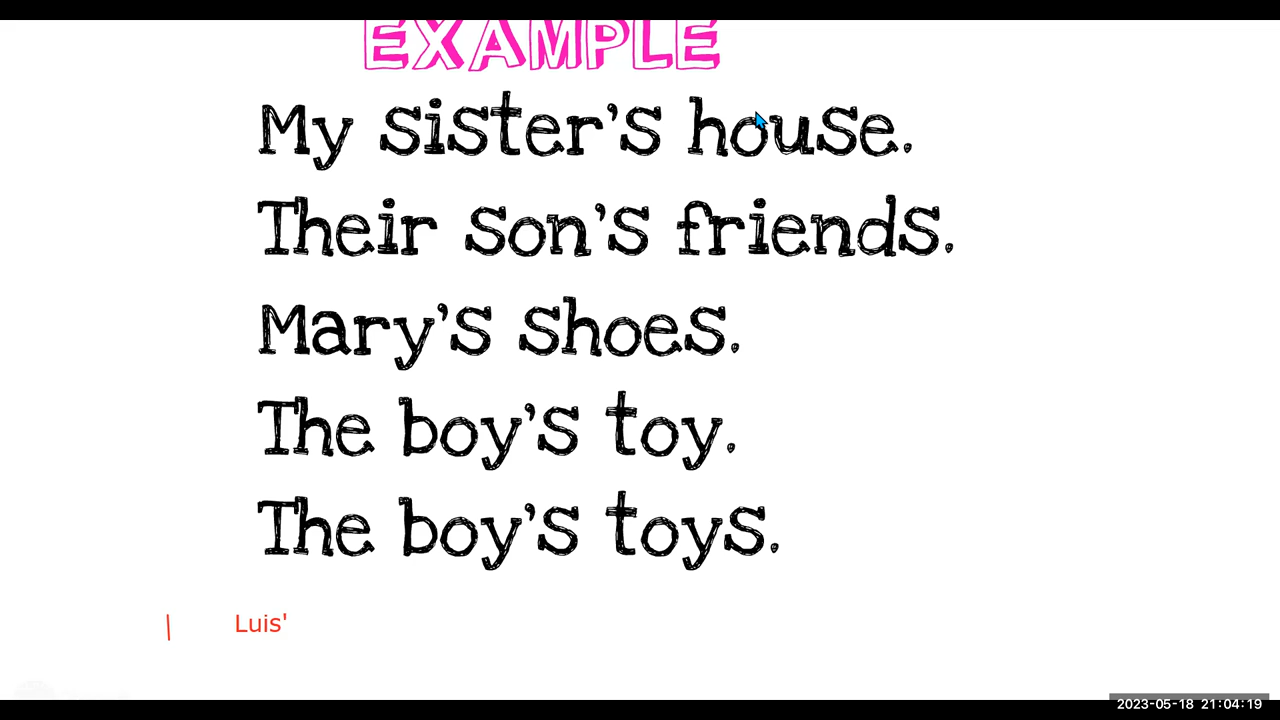 EXAMPLE
My sister's house.
Their son's friends.
Mary's shoes.
The boy's toy.
The boy's toys.
| Luis'
2023-05-18 21:04:19